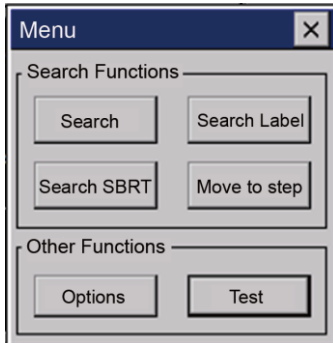 Menu
Search Functions
Search
Search Label
Search SBRT
Move to step
Other Functions
Options
Test